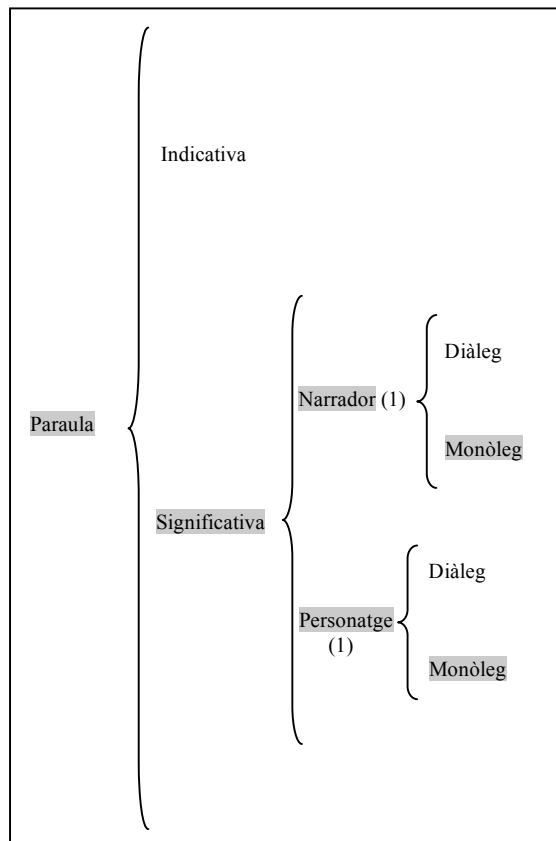 Indicativa
Diàleg
Narrador (1)
Paraula
Monòleg
Significativa
Diàleg
Personatge
(1)
Monòleg